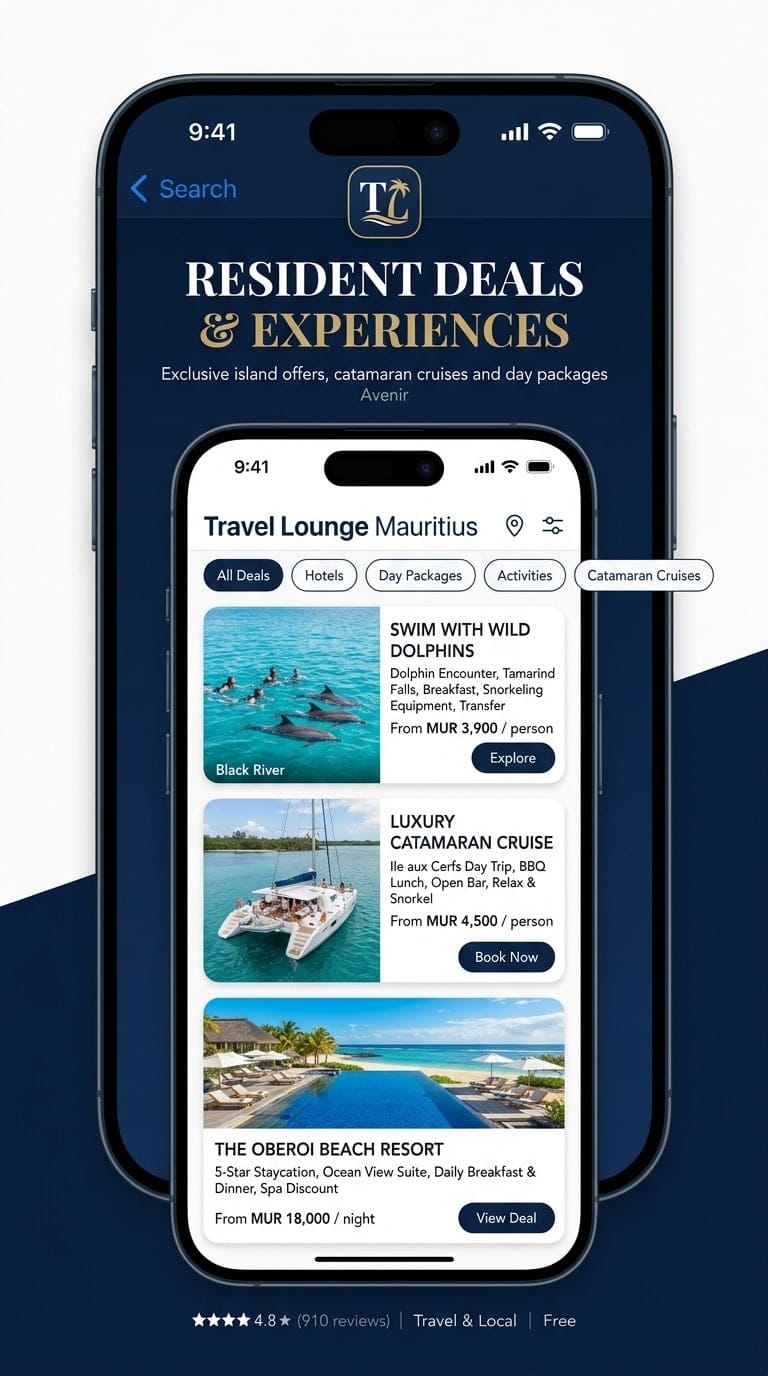 9:41
Search
TL
RESIDENT DEALS
& EXPERIENCES
Exclusive island offers, catamaran cruises and day packages
Avenir
9:41
Travel Lounge Mauritius
All Deals
Hotels
Day Packages
Activities
Catamaran Cruises
SWIM WITH WILD
DOLPHINS
Dolphin Encounter, Tamarind
Falls, Breakfast, Snorkeling
Equipment, Transfer
From MUR 3,900 / person
Explore
Black River
LUXURY
CATAMARAN CRUISE
Ile aux Cerfs Day Trip, BBQ
Lunch, Open Bar, Relax &
Snorkel
From MUR 4,500 / person
Book Now
THE OBEROI BEACH RESORT
5-Star Staycation, Ocean View Suite, Daily Breakfast &
Dinner, Spa Discount
From MUR 18,000 / night
View Deal
★★★★ 4.8 ★ (910 reviews) | Travel & Local | Free